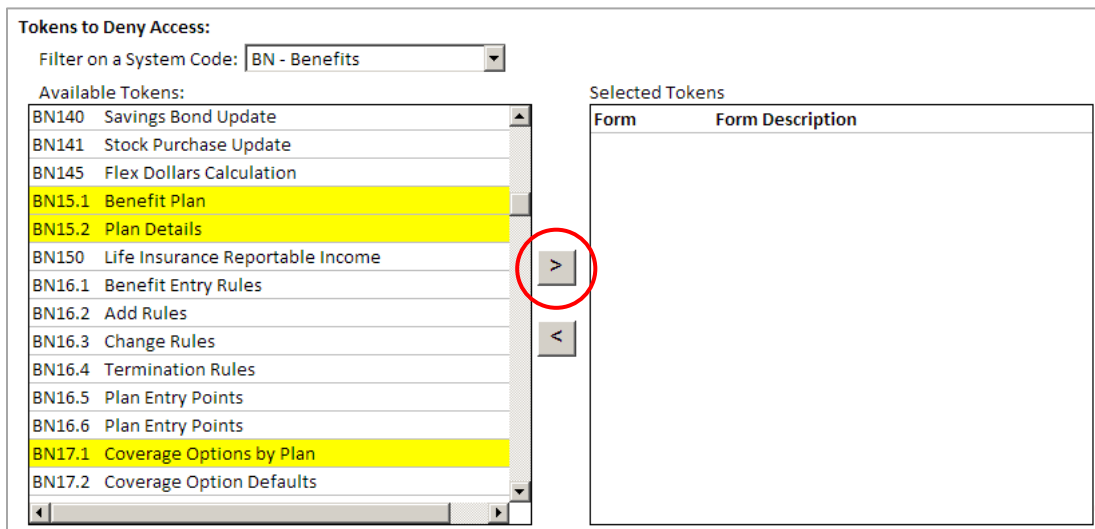 Tokens to Deny Access:
Filter on a System Code: BN - Benefits
Available Tokens:
BN140 Savings Bond Update
BN141 Stock Purchase Update
BN145 Flex Dollars Calculation
BN15.1 Benefit Plan
BN15.2 Plan Details
BN150 Life Insurance Reportable Income
BN16.1 Benefit Entry Rules
BN16.2 Add Rules
BN16.3 Change Rules
BN16.4 Termination Rules
BN16.5 Plan Entry Points
BN16.6 Plan Entry Points
BN17.1 Coverage Options by Plan
BN17.2 Coverage Option Defaults
>
<
Selected Tokens
Form Form Description